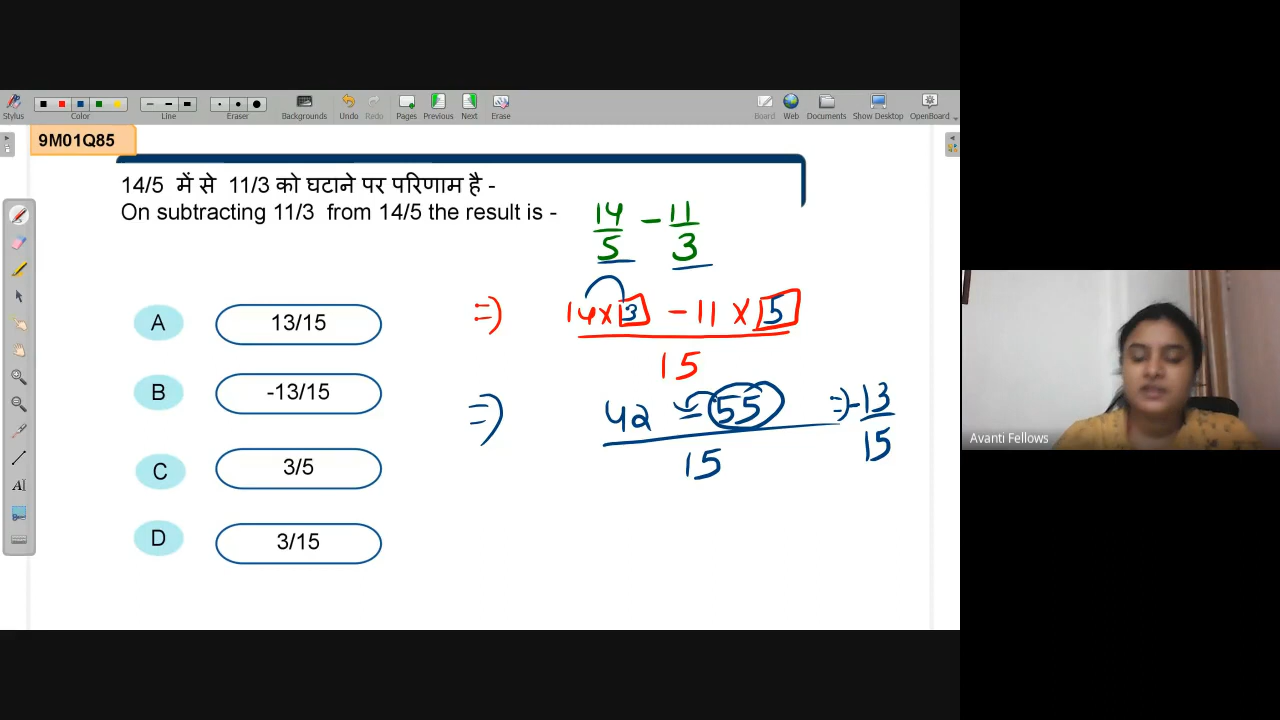 Stylus
Color
Line
Eraser
Backgrounds
Undo
Redo
Pages
Previous
Next
Erase
Board
Web
Documents
Show Desktop
OpenBoard
9M01Q85
14/5 में से 11/3 को घटाने पर परिणाम है -
On subtracting 11/3 from 14/5 the result is -
14/5 - 11/3
A 13/15
=> 14×3 - 11×5
15
B -13/15
=> 42 - 55 => -13/15
15
C 3/5
D 3/15
Avanti Fellows